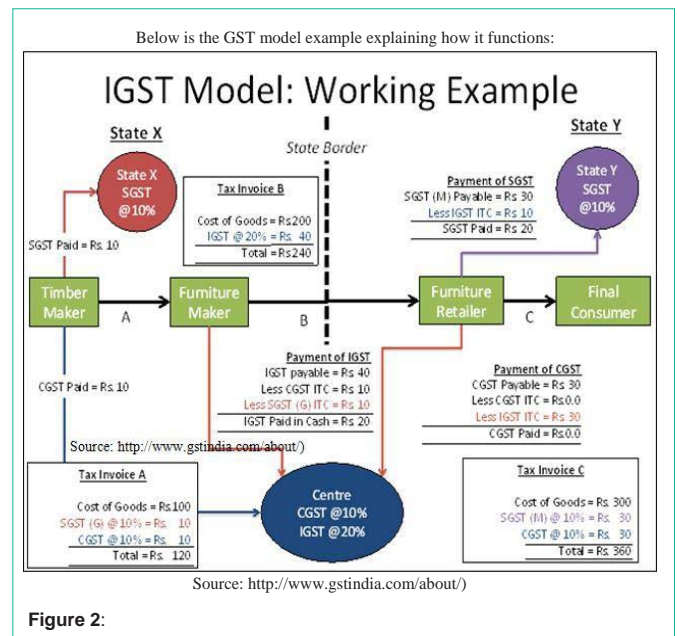 Below is the GST model example explaining how it functions:
IGST Model: Working Example
State X
State Border
State Y
State X
SGST
@10%
Tax Invoice B
Cost of Goods = Rs200
IGST @ 20% = Rs. 40
Total = Rs240
Payment of SGST
SGST (M) Payable = Rs 30
Less IGST ITC = Rs 10
SGST Paid = Rs 20
State Y
SGST
@10%
SGST Paid = Rs. 10
Timber
Maker
A
Furniture
Maker
B
Furniture
Retailer
C
Final
Consumer
CGST Paid = Rs. 10
Payment of IGST
IGST payable = Rs 40
Less CGST ITC = Rs 10
Less SGST (G) ITC = Rs 10
IGST Paid in Cash = Rs 20
Payment of CGST
CGST Payable = Rs 30
Less CGST ITC = Rs0.0
Less IGST ITC = Rs 30
CGST Paid = Rs0.0
Source: http://www.gstindia.com/about/)
Tax Invoice A
Cost of Goods = Rs.100
SGST (G) @ 10% = Rs. 10
CGST @ 10% = Rs. 10
Total = Rs. 120
Centre
CGST @10%
IGST @20%
Tax Invoice C
Cost of Goods = Rs. 300
SGST (M) @ 10% = Rs. 30
CGST @ 10% = Rs. 30
Total = Rs. 360
Source: http://www.gstindia.com/about/)
Figure 2: